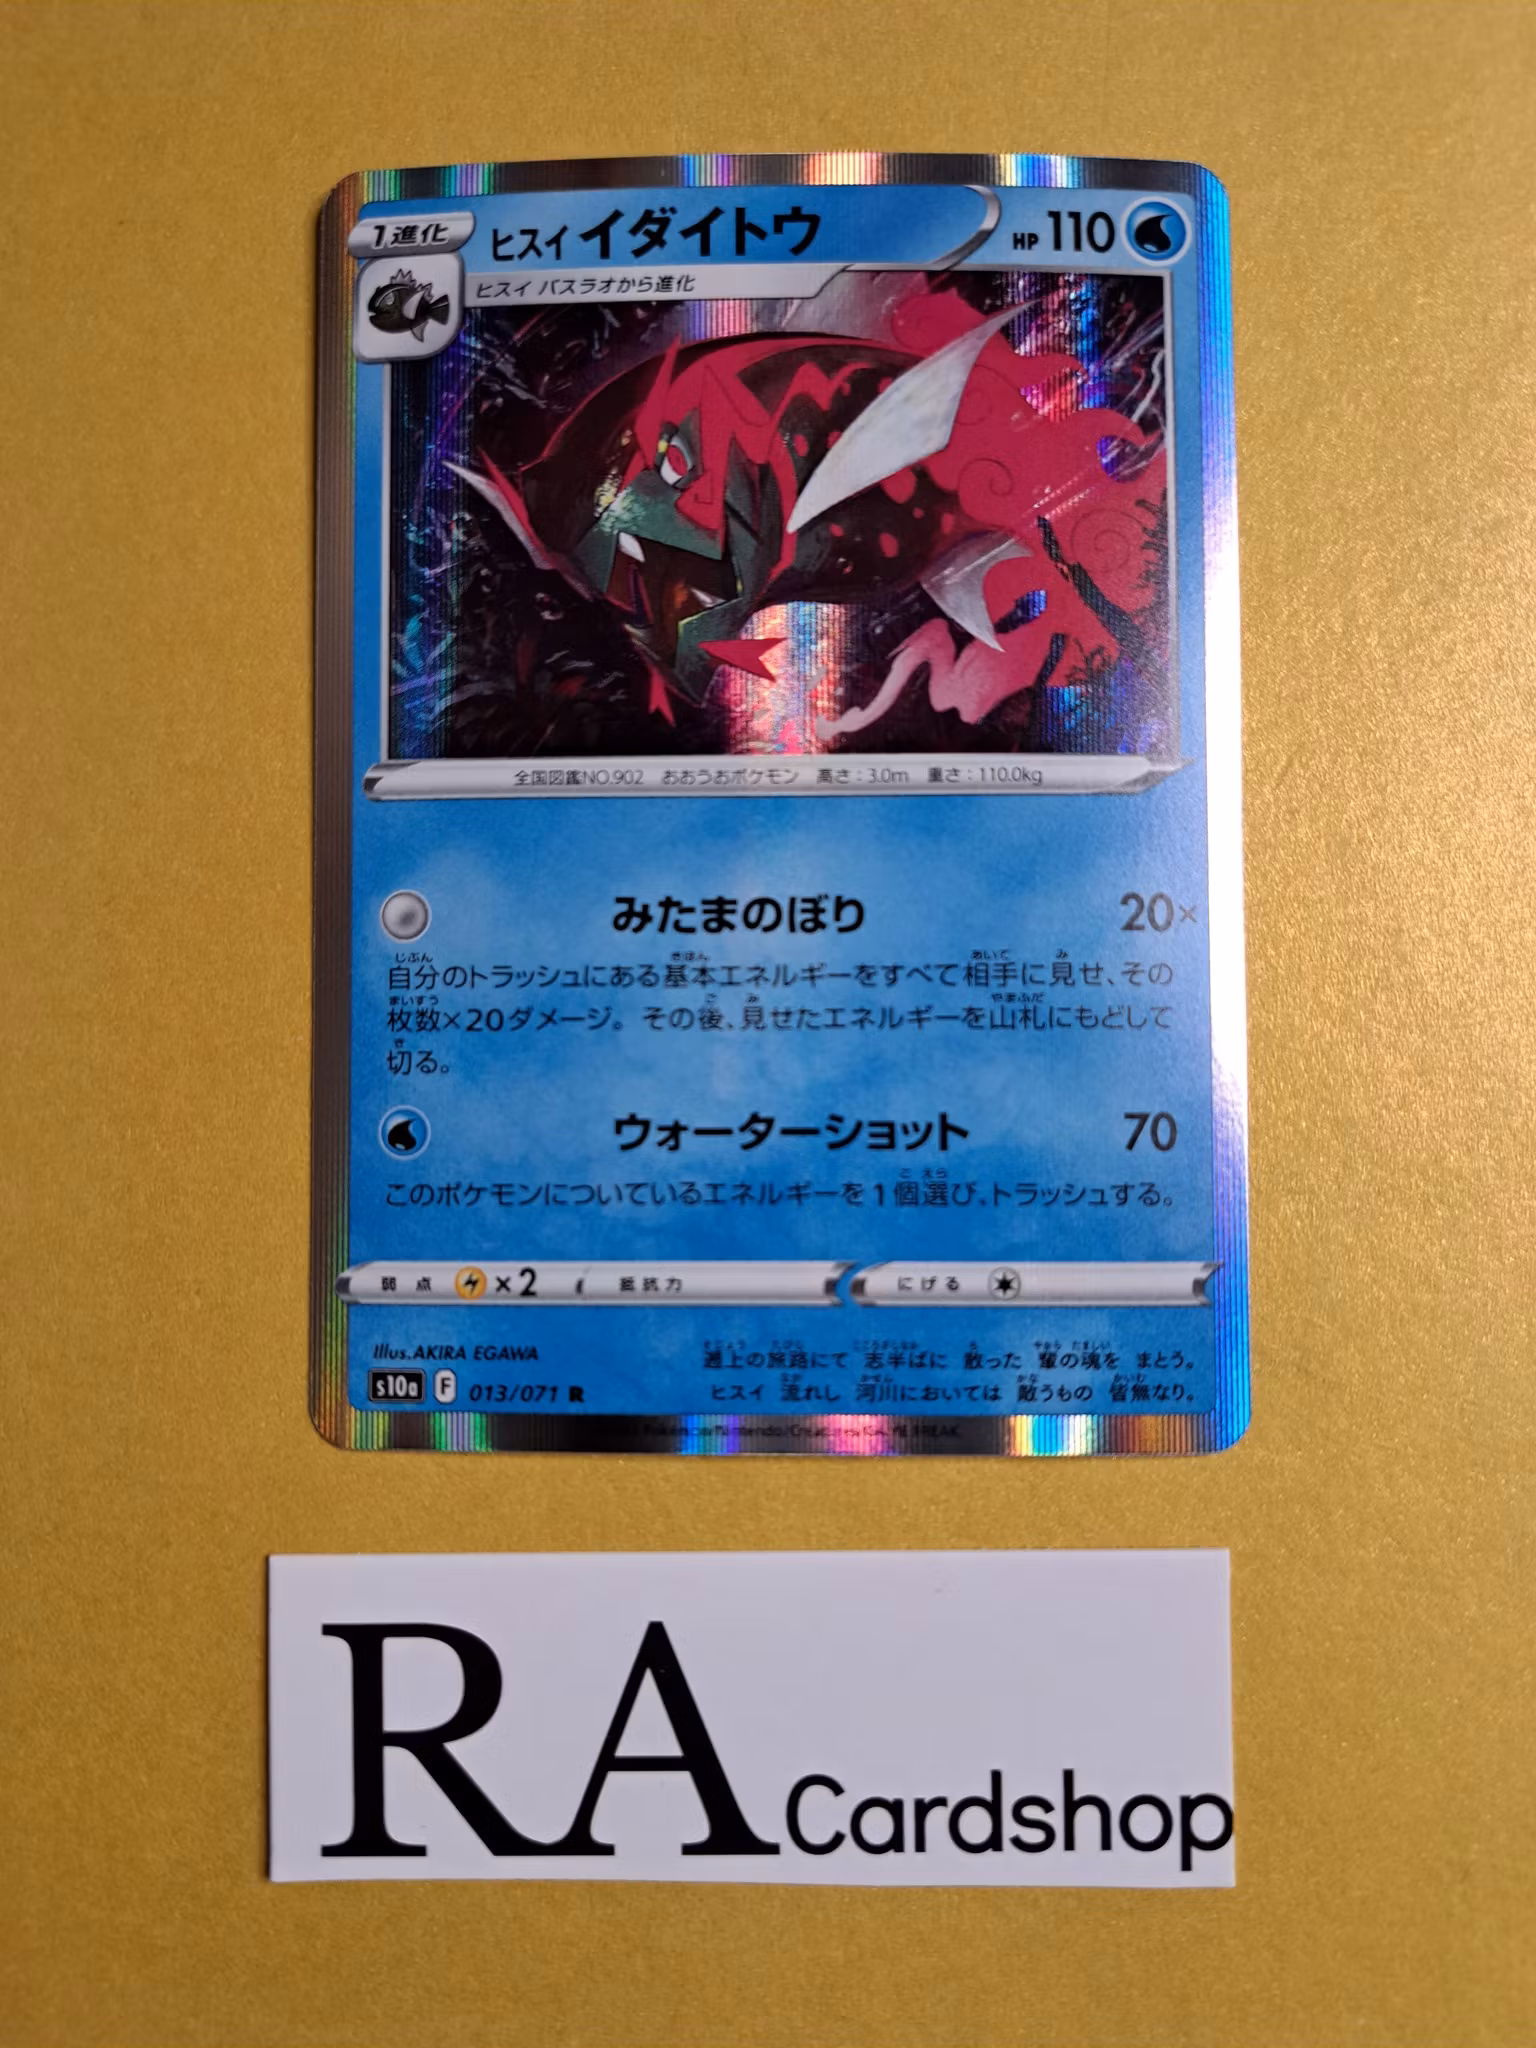 1進化
ヒスイ イダイトウ
HP 110
ヒスイ バスラオから進化
全国図鑑NO.902 おおうおポケモン 高さ:3.0m 重さ:110.0kg
みたまのぼり 20×
自分のトラッシュにある基本エネルギーをすべて相手に見せ、その
枚数×20ダメージ。その後、見せたエネルギーを山札にもどして
切る。
ウォーターショット 70
このポケモンについているエネルギーを1個選び、トラッシュする。
弱点 ×2 抵抗力 にげる
Illus.AKIRA EGAWA
遡上の旅路にて 志半ばに 散った 輩の魂を まとう。
ヒスイ 流れし 河川においては 敵うもの 皆無なり。
s10a F 013/071 R
Pokémon/Nintendo/Creatures/GAME FREAK
RA Cardshop